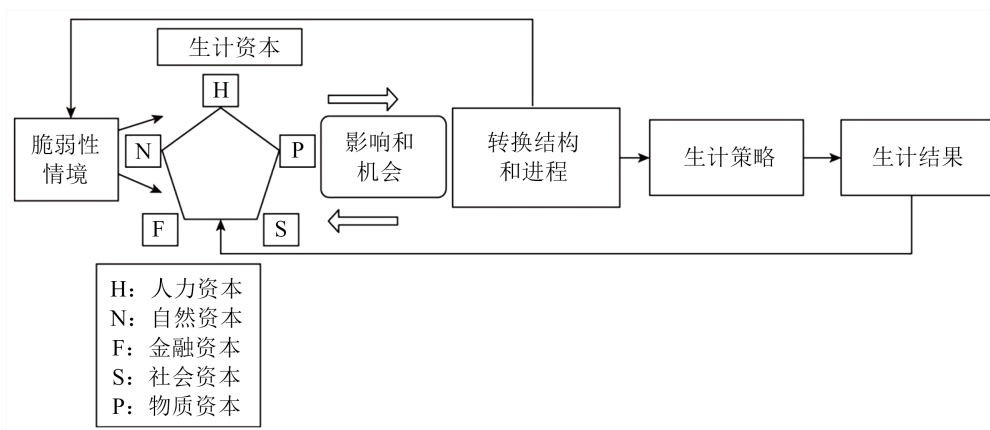 生计资本
H
脆弱性
情境
N
P
影响和
机会
转换结构
和进程
生计策略
生计结果
F
S
H：人力资本
N：自然资本
F：金融资本
S：社会资本
P：物质资本